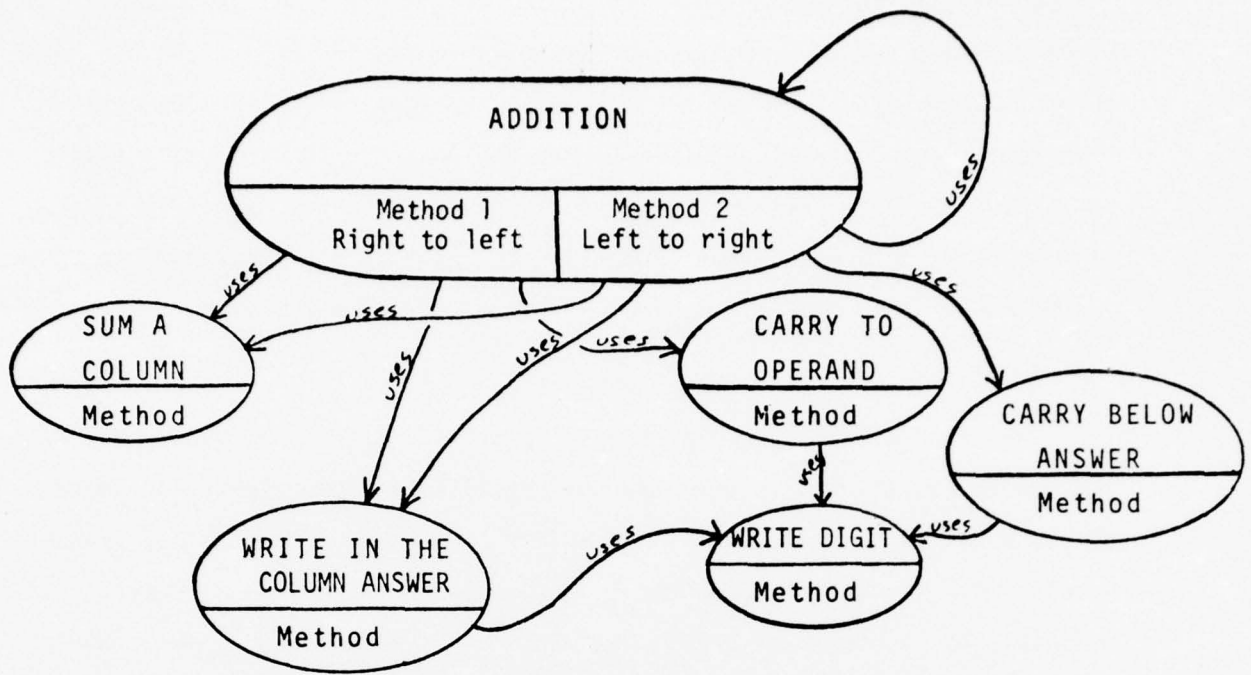 ADDITION
Method 1
Right to left
Method 2
Left to right
uses
uses
uses
uses
uses
uses
uses
SUM A
COLUMN
Method
CARRY TO
OPERAND
Method
CARRY BELOW
ANSWER
Method
uses
uses
uses
WRITE IN THE
COLUMN ANSWER
Method
WRITE DIGIT
Method